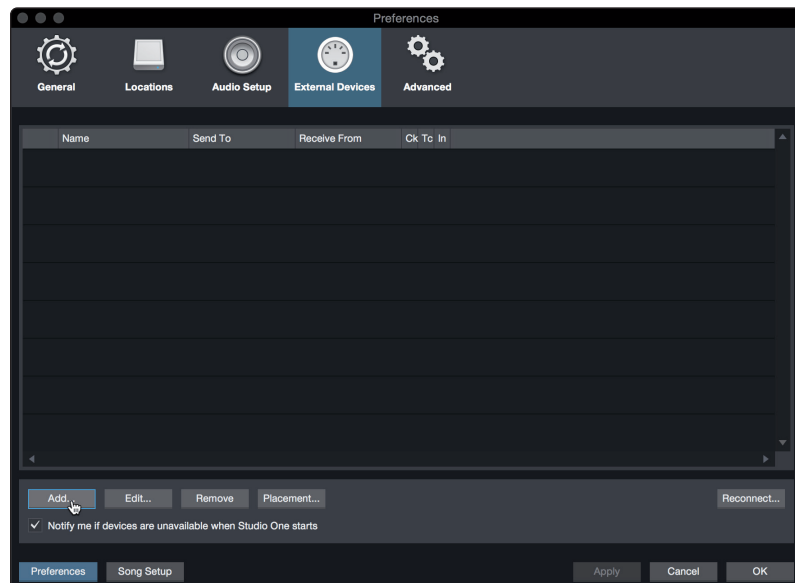 Preferences
General Locations Audio Setup External Devices Advanced
Name Send To Receive From Ck Tc In
Add... Edit... Remove Placement... Reconnect...
Notify me if devices are unavailable when Studio One starts
Preferences Song Setup Apply Cancel OK